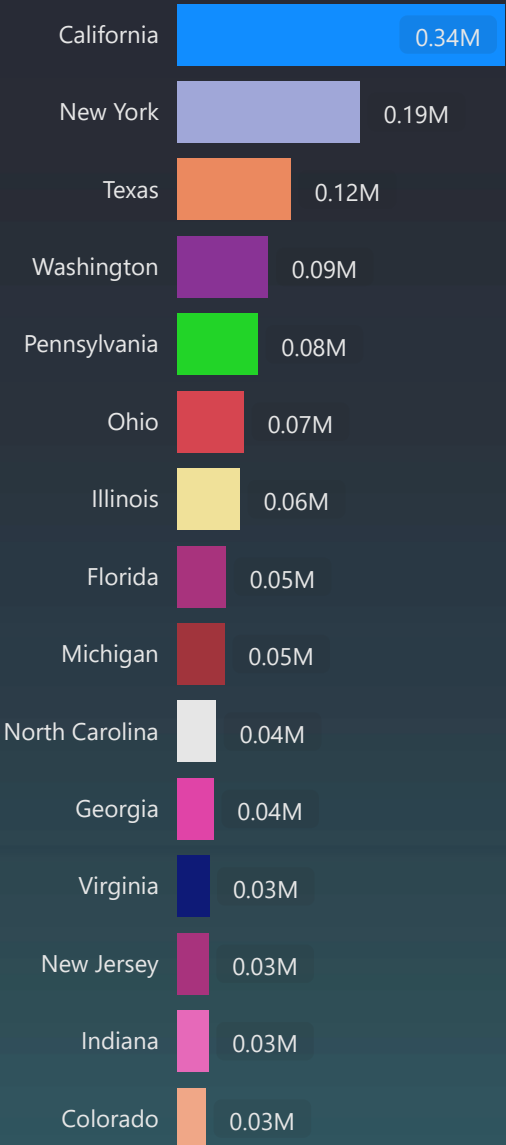 California 0.34M
New York 0.19M
Texas 0.12M
Washington 0.09M
Pennsylvania 0.08M
Ohio 0.07M
Illinois 0.06M
Florida 0.05M
Michigan 0.05M
North Carolina 0.04M
Georgia 0.04M
Virginia 0.03M
New Jersey 0.03M
Indiana 0.03M
Colorado 0.03M